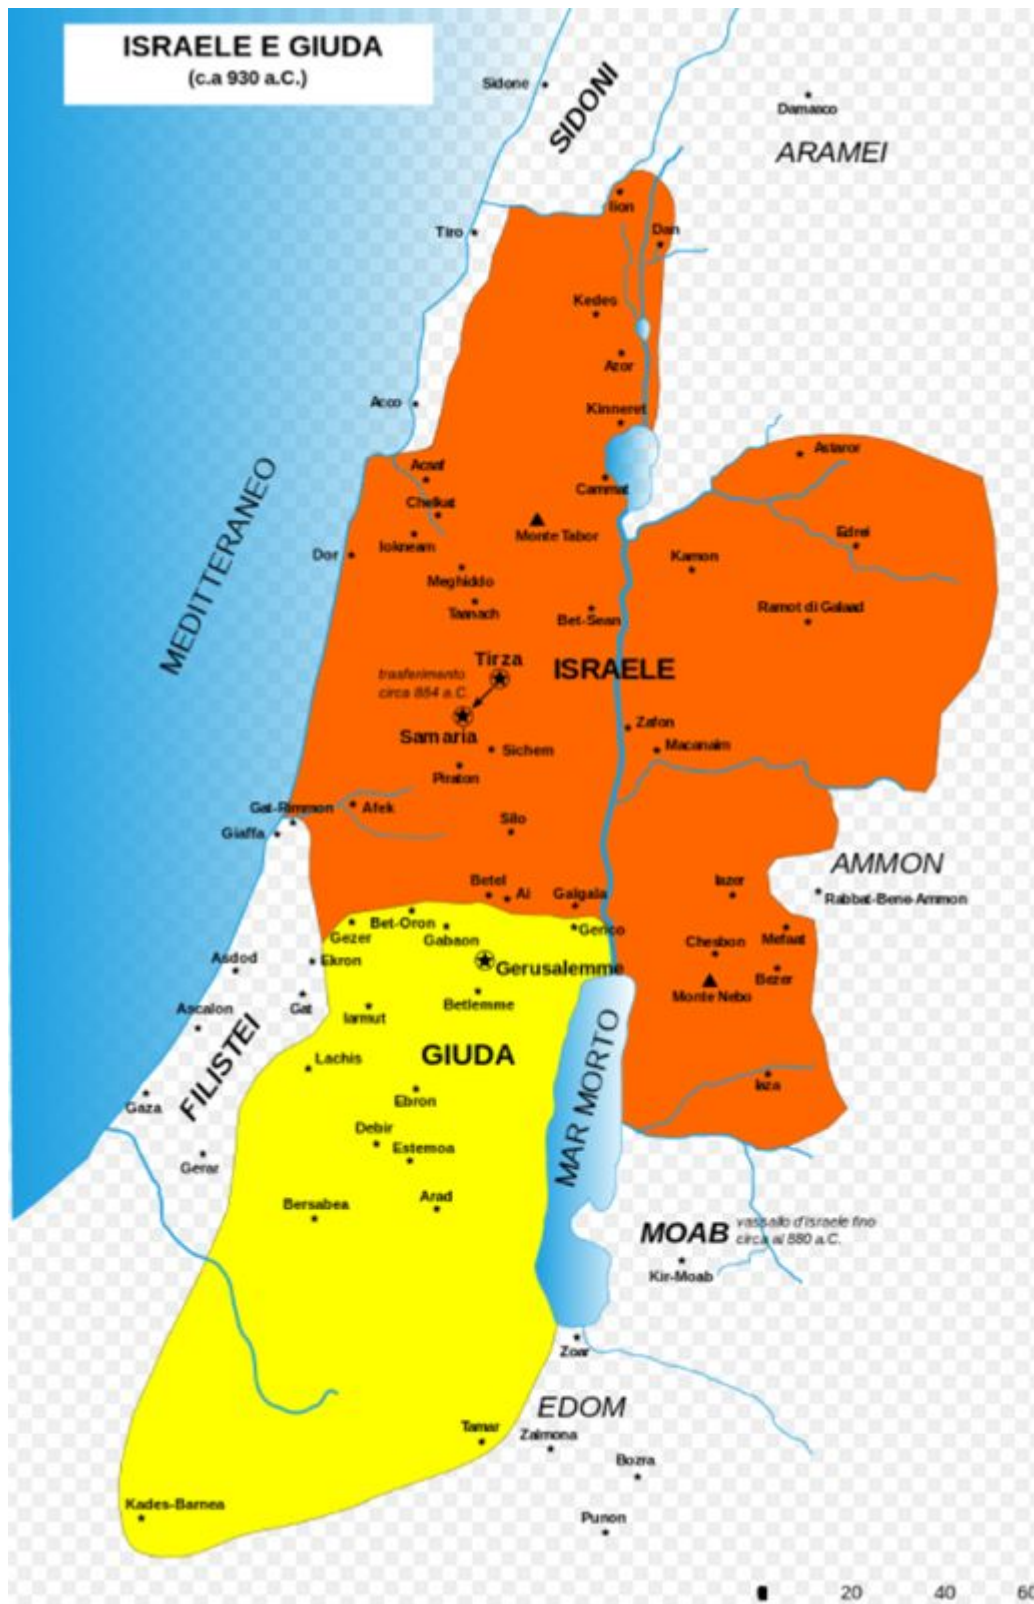 ISRAELE E GIUDA
(c.a 930 a.C.)
Sidone
SIDONI
Damasco
ARAMEI
Iion
Tiro
Dan
Kedes
Azor
Acco
Kinneret
MEDITTERANEO
Acsaf
Astaror
Cammat
Chelkat
Monte Tabor
Iokneam
Edrei
Dor
Kamon
Meghiddo
Taanach
Bet-Sean
Ramot di Galaad
Tirza
ISRAELE
trasferimento
circa 884 a.C.
Samaria
Zafon
Macanaim
Sichem
Piraton
Gat-Rimmon
Afek
Giaffa
Silo
AMMON
Rabbat-Bene-Ammon
Betel
Ai
Galgala
Iazer
Bet-Oron
Gezer
Gabaon
Gerico
Chesbon
Mefaat
Asdod
Ekron
Gerusalemme
Bezer
Monte Nebo
Ascalon
Gat
Iarmut
Betlemme
FILISTEI
GIUDA
MAR MORTO
Lachis
Iaza
Gaza
Ebron
Debir
Estemoa
Gerar
Bersabea
Arad
MOAB
vassallo d'Israele fino
circa al 880 a.C.
Kir-Moab
Zoar
EDOM
Tamar
Zalmona
Bozra
Kades-Barnea
Punon
20 40 60